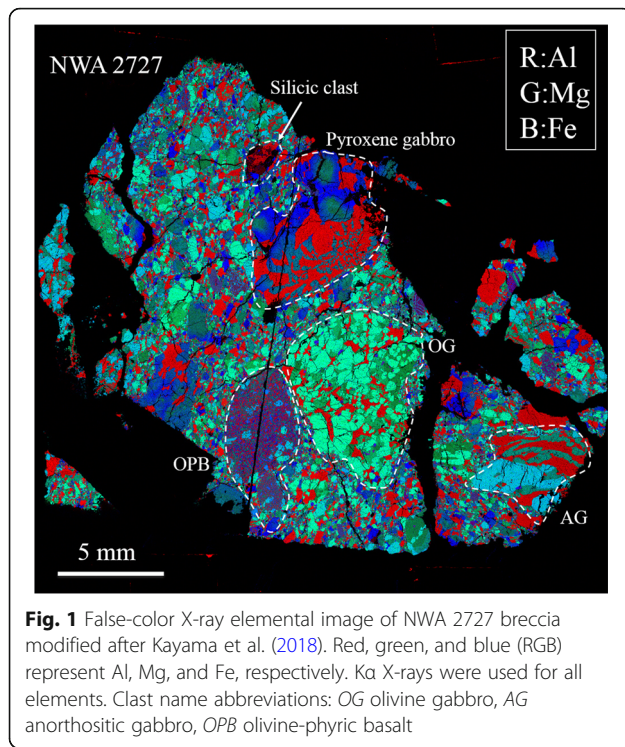 NWA 2727
R:Al
G:Mg
B:Fe
Silicic clast
Pyroxene gabbro
OG
OPB
AG
5 mm
Fig. 1 False-color X-ray elemental image of NWA 2727 breccia
modified after Kayama et al. (2018). Red, green, and blue (RGB)
represent Al, Mg, and Fe, respectively. Kα X-rays were used for all
elements. Clast name abbreviations: OG olivine gabbro, AG
anorthositic gabbro, OPB olivine-phyric basalt